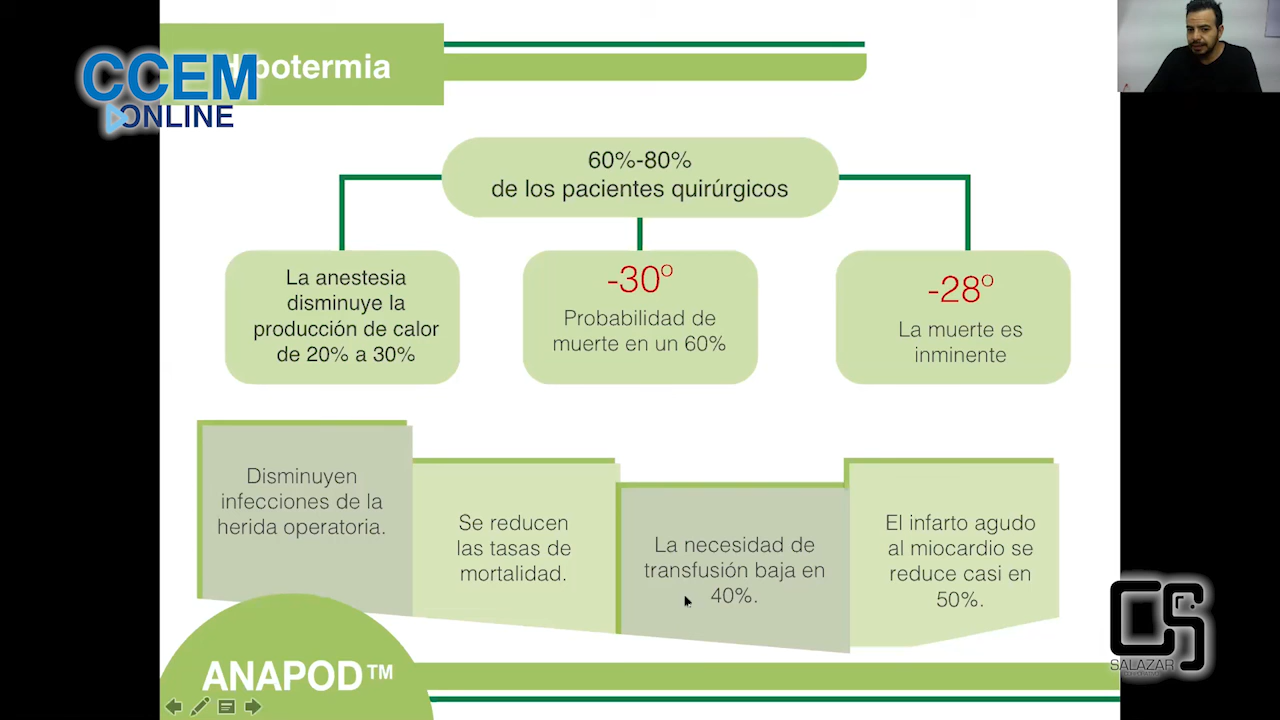 Hipotermia
CCEM
ONLINE
60%-80%
de los pacientes quirúrgicos
La anestesia
disminuye la
producción de calor
de 20% a 30%
-30º
Probabilidad de
muerte en un 60%
-28º
La muerte es
inminente
Disminuyen
infecciones de la
herida operatoria.
Se reducen
las tasas de
mortalidad.
La necesidad de
transfusión baja en
40%.
El infarto agudo
al miocardio se
reduce casi en
50%.
ANAPOD™
SALAZAR